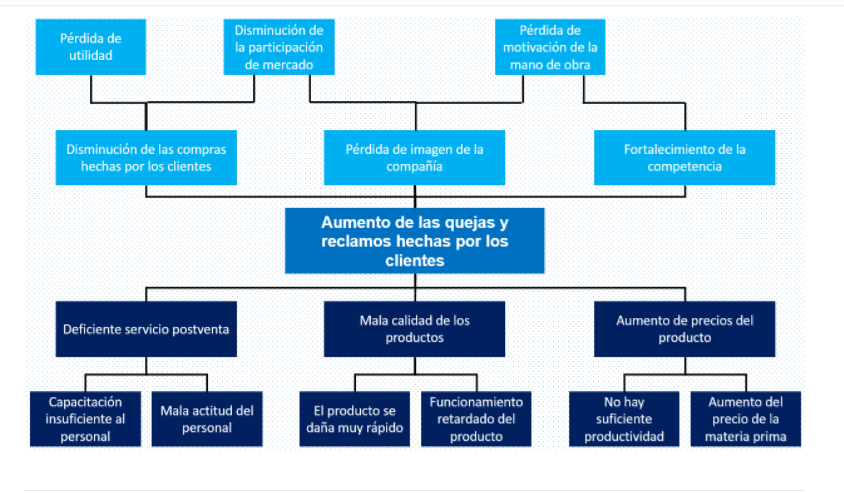 Pérdida de
utilidad
Disminución de
la participación
de mercado
Pérdida de
motivación de la
mano de obra
Disminución de las compras
hechas por los clientes
Pérdida de imagen de la
compañía
Fortalecimiento de la
competencia
Aumento de las quejas y
reclamos hechas por los
clientes
Deficiente servicio postventa
Mala calidad de los
productos
Aumento de precios del
producto
Capacitación
insuficiente al
personal
Mala actitud del
personal
El producto se
daña muy rápido
Funcionamiento
retardado del
producto
No hay
suficiente
productividad
Aumento del
precio de la
materia prima